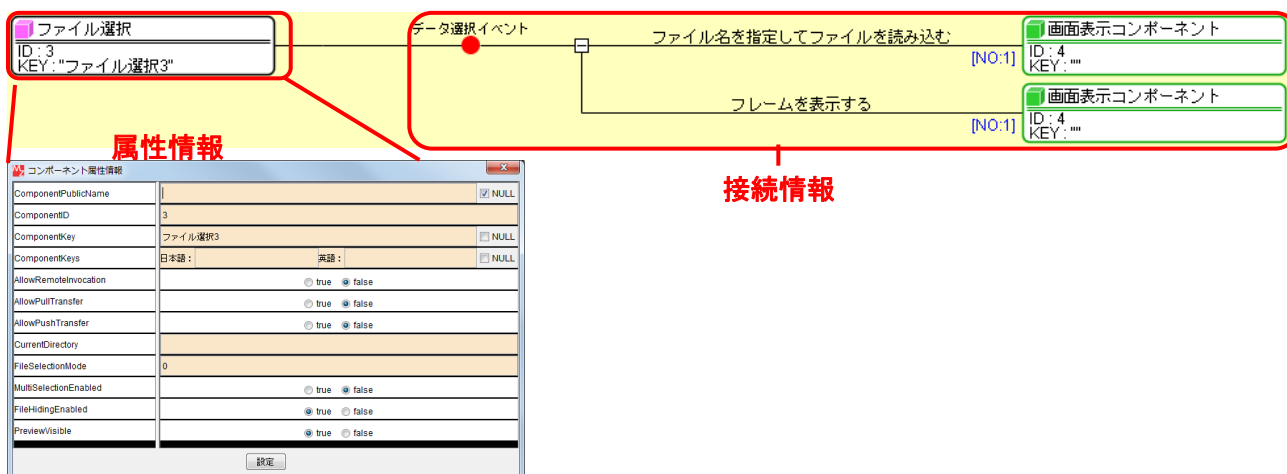 ファイル選択
ID : 3
KEY : "ファイル選択3"
データ選択イベント
ファイル名を指定してファイルを読み込む
[NO:1]
画面表示コンポーネント
ID : 4
KEY : ""
フレームを表示する
[NO:1]
画面表示コンポーネント
ID : 4
KEY : ""
属性情報
接続情報
コンポーネント属性情報
ComponentPublicName NULL
ComponentID 3
ComponentKey ファイル選択3 NULL
ComponentKeys 日本語： 英語： NULL
AllowRemoteInvocation true false
AllowPullTransfer true false
AllowPushTransfer true false
CurrentDirectory
FileSelectionMode 0
MultiSelectionEnabled true false
FileHidingEnabled true false
PreviewVisible true false
設定